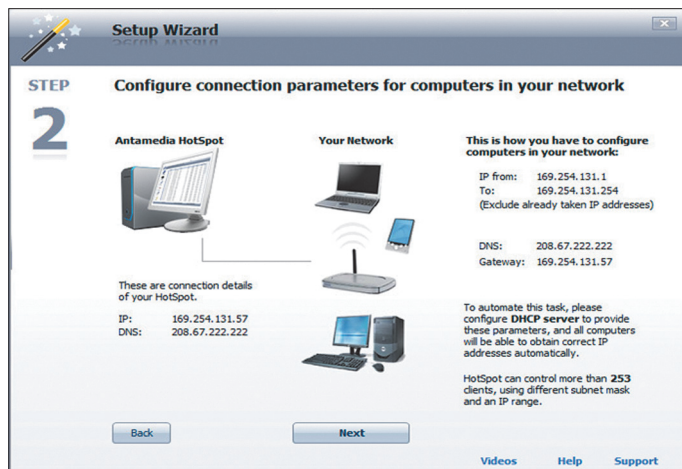 Setup Wizard
STEP
2
Configure connection parameters for computers in your network
Antamedia HotSpot
Your Network
These are connection details
of your HotSpot.
IP: 169.254.131.57
DNS: 208.67.222.222
This is how you have to configure
computers in your network:
IP from: 169.254.131.1
To: 169.254.131.254
(Exclude already taken IP addresses)
DNS: 208.67.222.222
Gateway: 169.254.131.57
To automate this task, please
configure DHCP server to provide
these parameters, and all computers
will be able to obtain correct IP
addresses automatically.
HotSpot can control more than 253
clients, using different subnet mask
and an IP range.
Back
Next
Videos
Help
Support